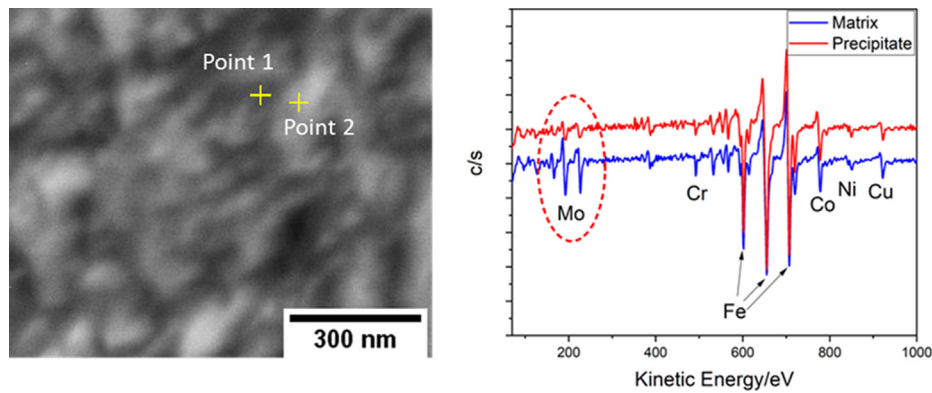 Point 1
Point 2
300 nm
Matrix
Precipitate
c/s
Mo
Cr
Fe
Co
Ni
Cu
200
400
600
800
1000
Kinetic Energy/eV